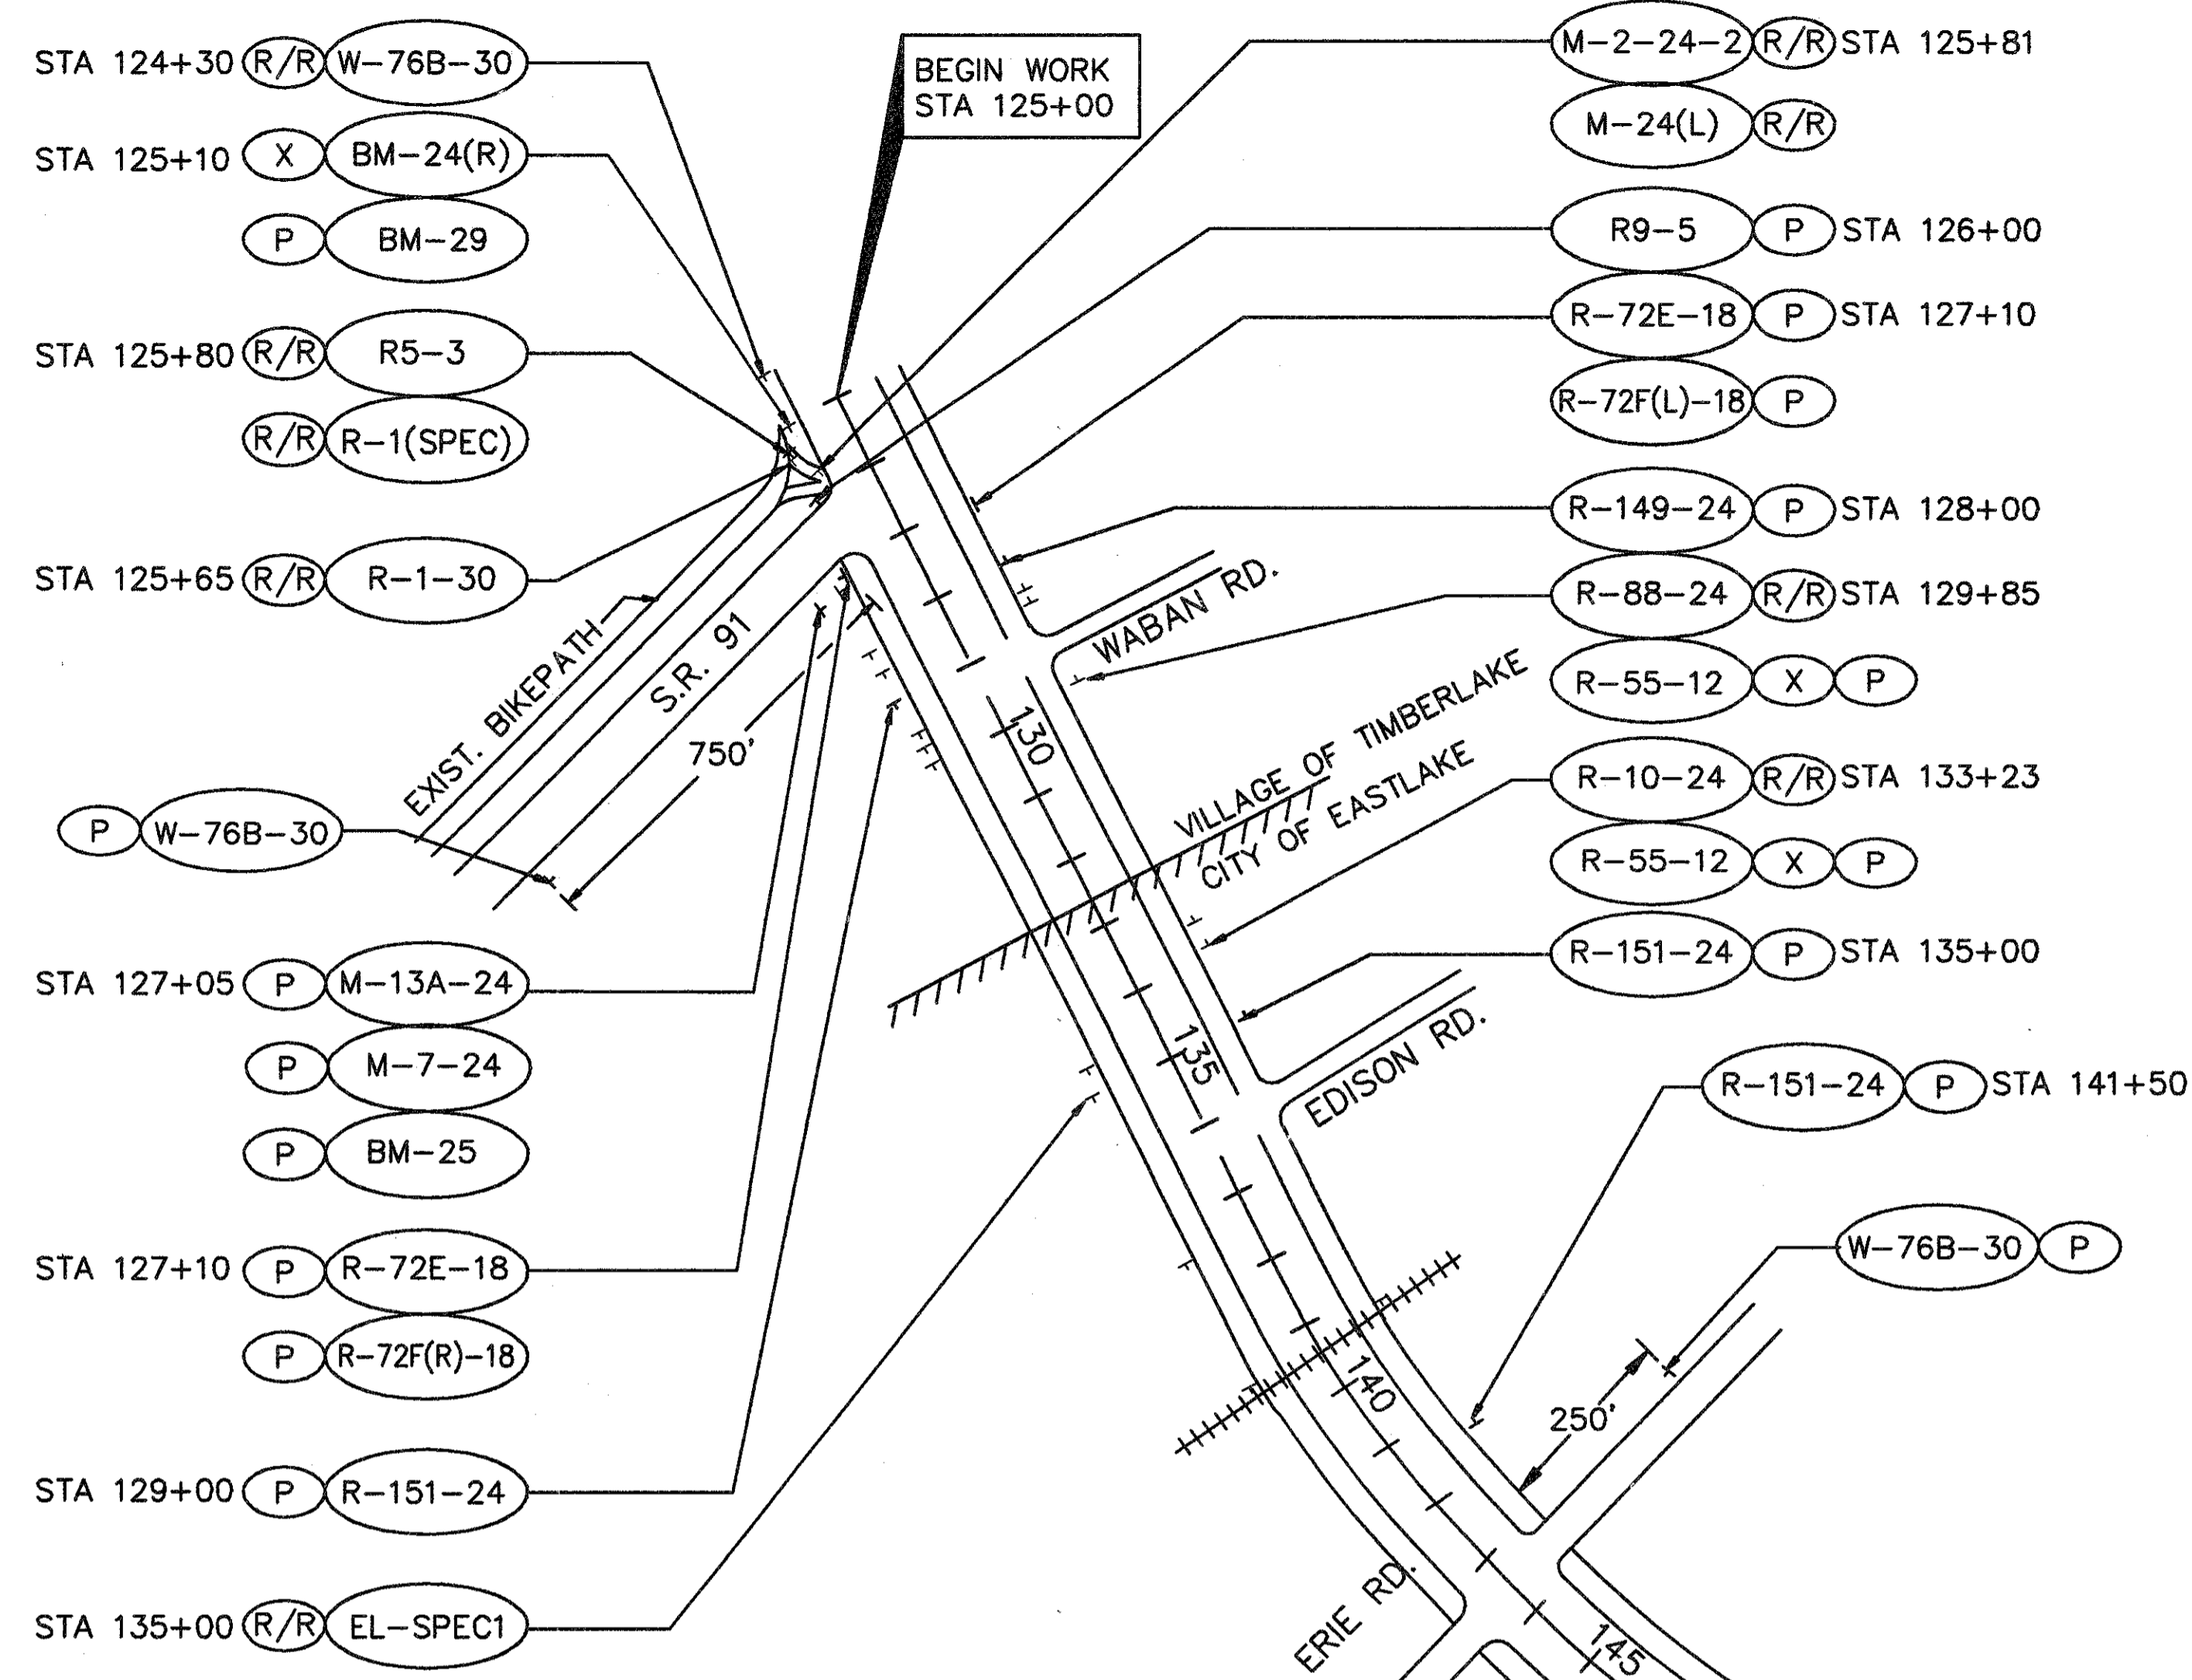 STA 124+30 R/R W-76B-30
STA 125+10 X BM-24(R)
P BM-29
STA 125+80 R/R R5-3
R/R R-1(SPEC)
STA 125+65 R/R R-1-30
P W-76B-30
STA 127+05 P M-13A-24
P M-7-24
P BM-25
STA 127+10 P R-72E-18
P R-72F(R)-18
STA 129+00 P R-151-24
STA 135+00 R/R EL-SPEC1
BEGIN WORK
STA 125+00
EXIST. BIKEPATH
S.R. 91
750'
WABAN RD.
130
VILLAGE OF TIMBERLAKE
CITY OF EASTLAKE
135
EDISON RD.
140
250'
ERIE RD.
145
M-2-24-2 R/R STA 125+81
M-24(L) R/R
R9-5 P STA 126+00
R-72E-18 P STA 127+10
R-72F(L)-18 P
R-149-24 P STA 128+00
R-88-24 R/R STA 129+85
R-55-12 X P
R-10-24 R/R STA 133+23
R-55-12 X P
R-151-24 P STA 135+00
R-151-24 P STA 141+50
W-76B-30 P